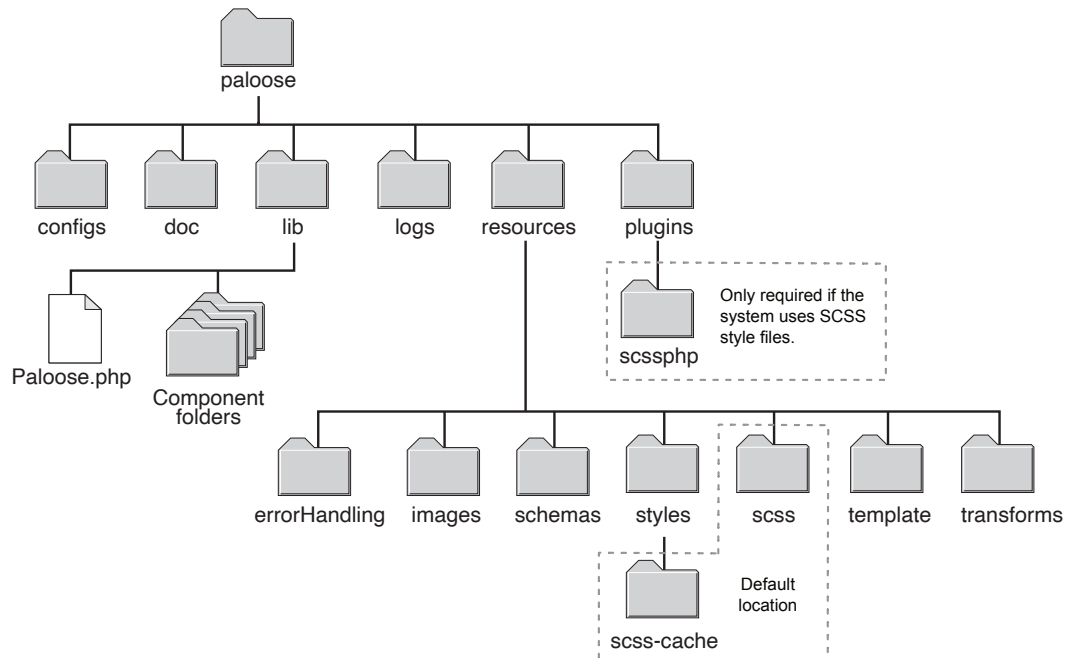 paloose
configs
doc
lib
logs
resources
plugins
Paloose.php
Component
folders
scssphp
Only required if the
system uses SCSS
style files.
errorHandling
images
schemas
styles
scss
template
transforms
scss-cache
Default
location